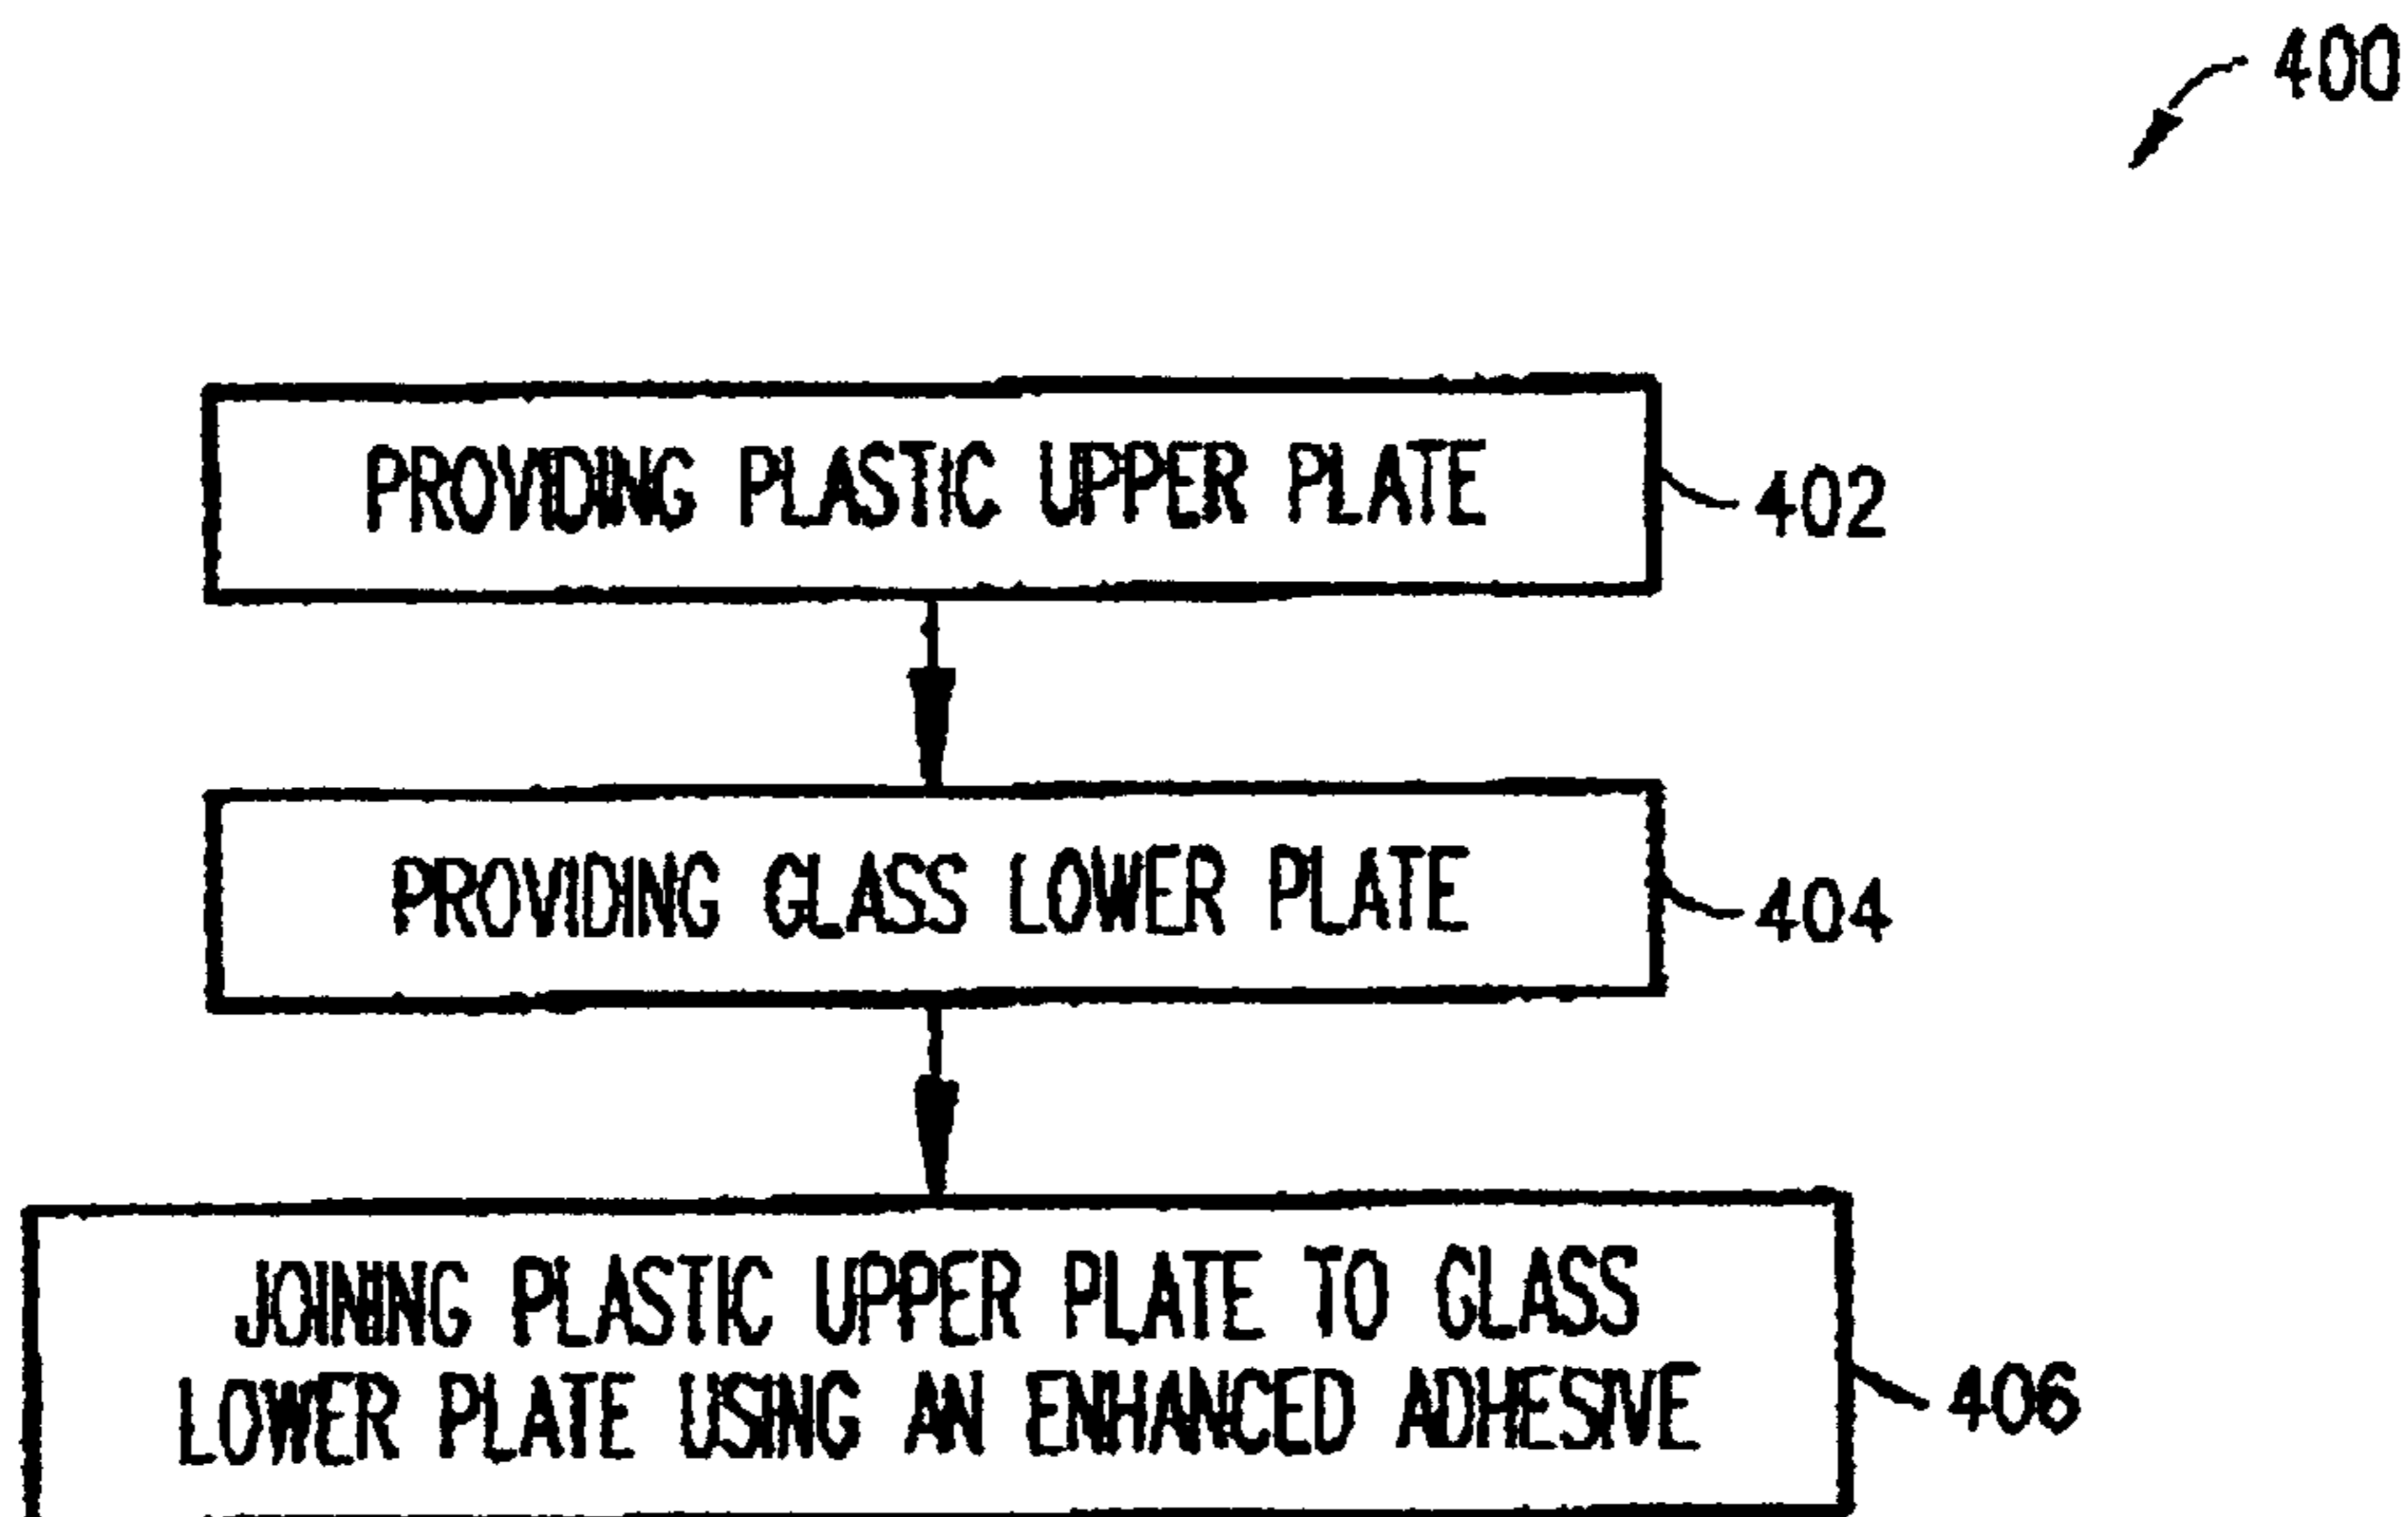 400
PROVIDING PLASTIC UPPER PLATE
402
PROVIDING GLASS LOWER PLATE
404
JOINING PLASTIC UPPER PLATE TO GLASS
LOWER PLATE USING AN ENHANCED ADHESIVE
406